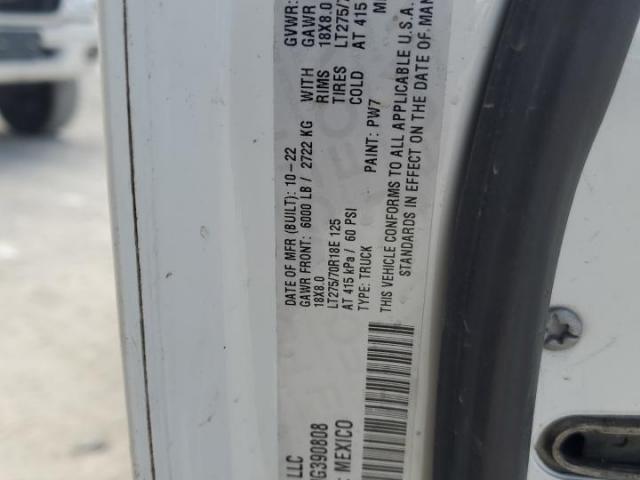 LLC
DATE OF MFR (BUILT): 10-22 GVWR:
GAWR FRONT: 6000 LB / 2722 KG WITH GAWR
18X8.0 RIMS 18X8.0
LT275/70R18E 125 TIRES LT275/7
AT 415 kPa / 60 PSI COLD AT 415
G390808 TYPE: TRUCK
MEXICO PAINT: PW7
THIS VEHICLE CONFORMS TO ALL APPLICABLE U.S.A.
STANDARDS IN EFFECT ON THE DATE OF MAN